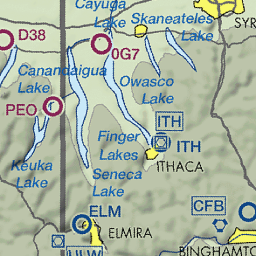 Cayuga
Lake
Skaneateles
Lake
SYR
D38
0G7
Canandaigua
Lake
Owasco
Lake
PEO
ITH
Finger
Lakes
ITH
ITHACA
Keuka
Lake
Seneca
Lake
ELM
CFB
ELMIRA
BINGHAMTO
ULW